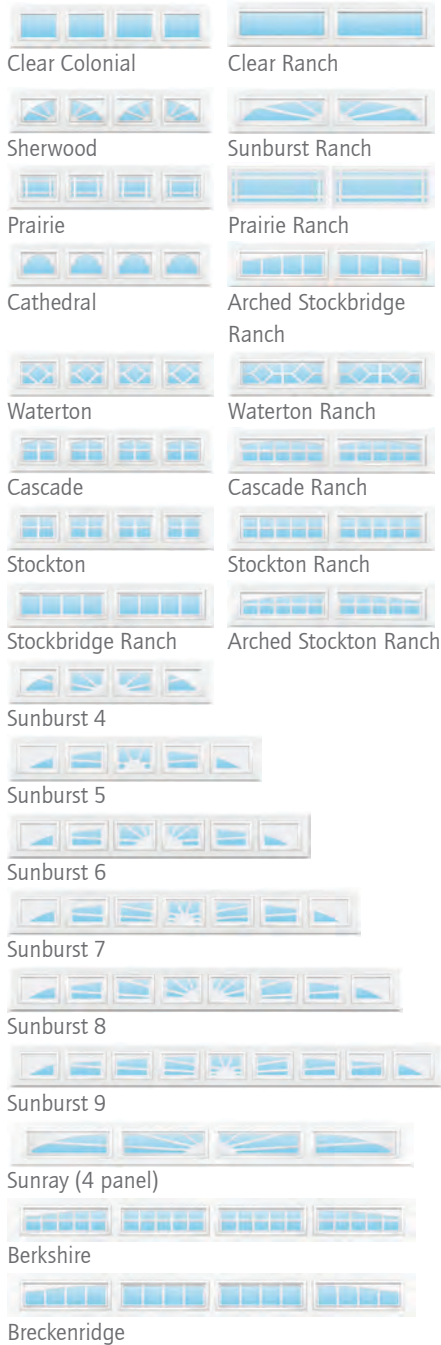 Clear Colonial
Clear Ranch
Sherwood
Sunburst Ranch
Prairie
Prairie Ranch
Cathedral
Arched Stockbridge
Ranch
Waterton
Waterton Ranch
Cascade
Cascade Ranch
Stockton
Stockton Ranch
Stockbridge Ranch
Arched Stockton Ranch
Sunburst 4
Sunburst 5
Sunburst 6
Sunburst 7
Sunburst 8
Sunburst 9
Sunray (4 panel)
Berkshire
Breckenridge